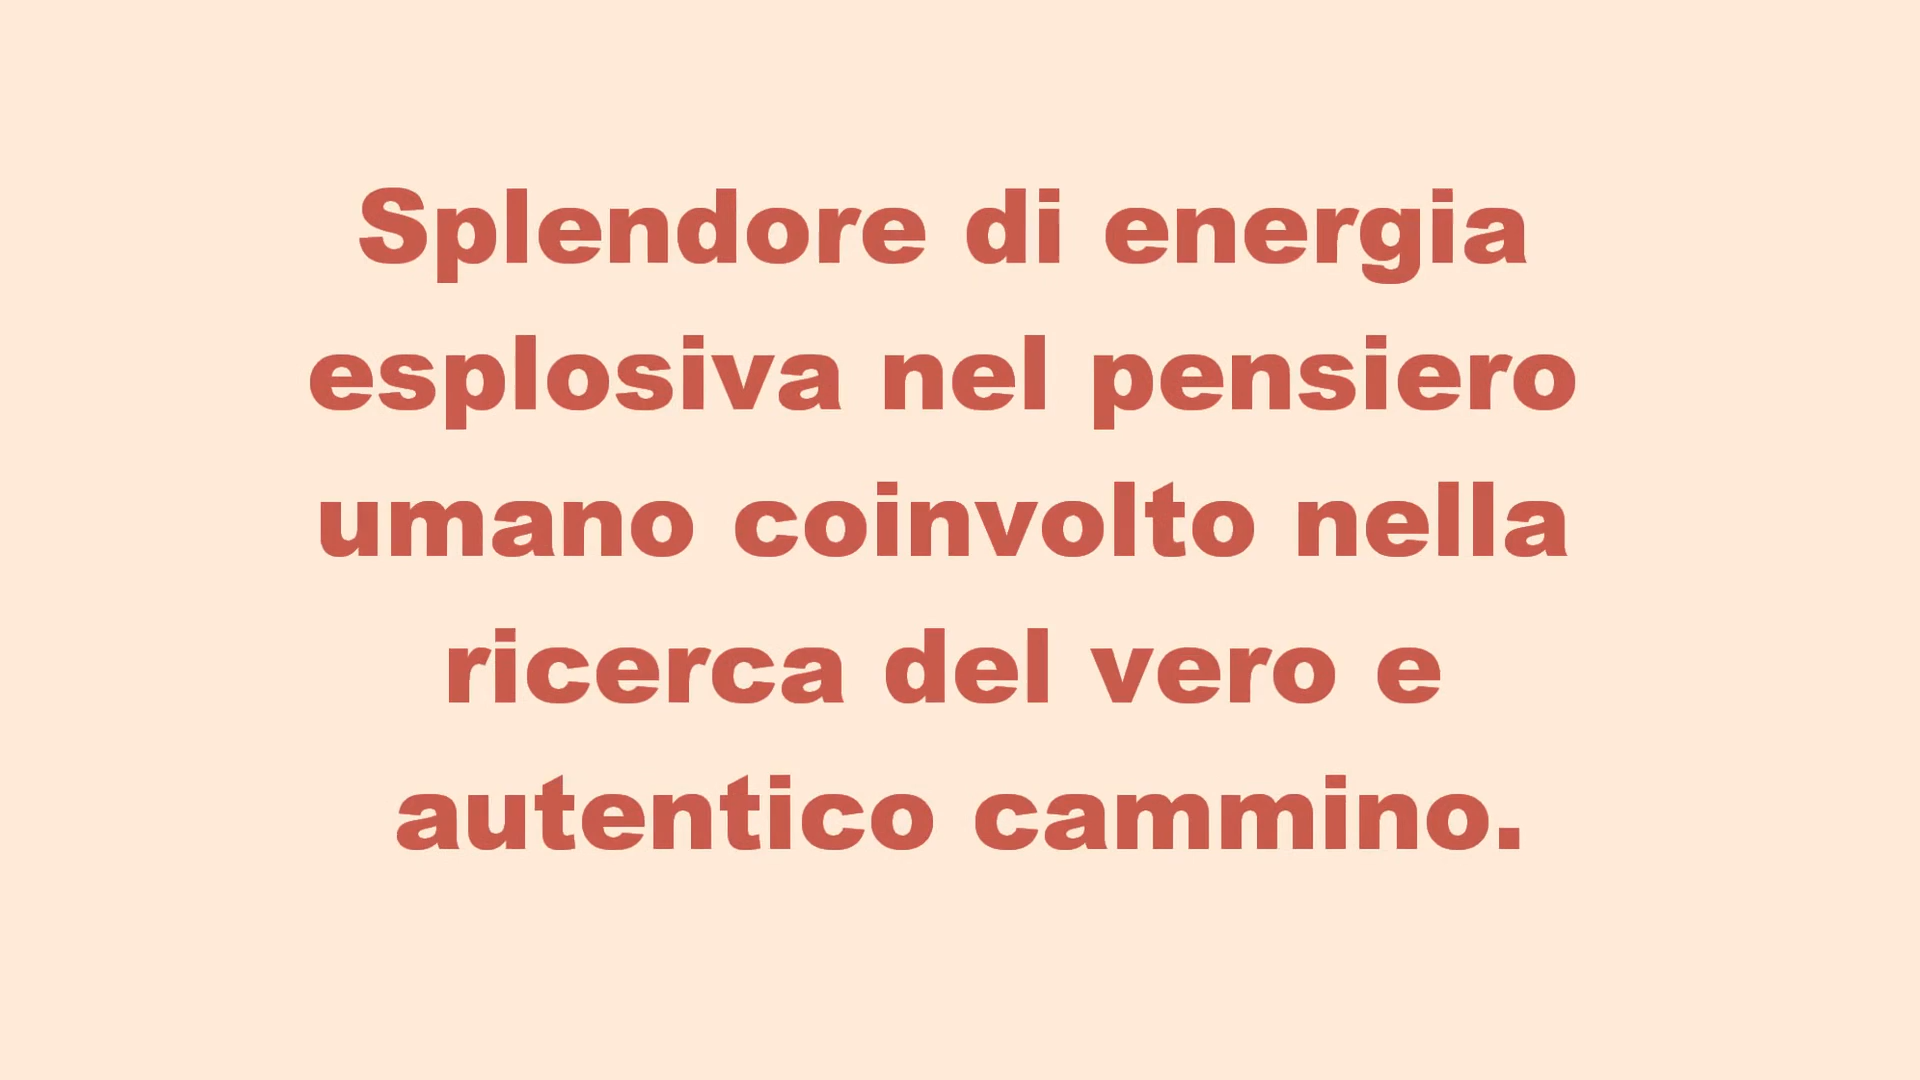 Splendore di energia
esplosiva nel pensiero
umano coinvolto nella
ricerca del vero e
autentico cammino.